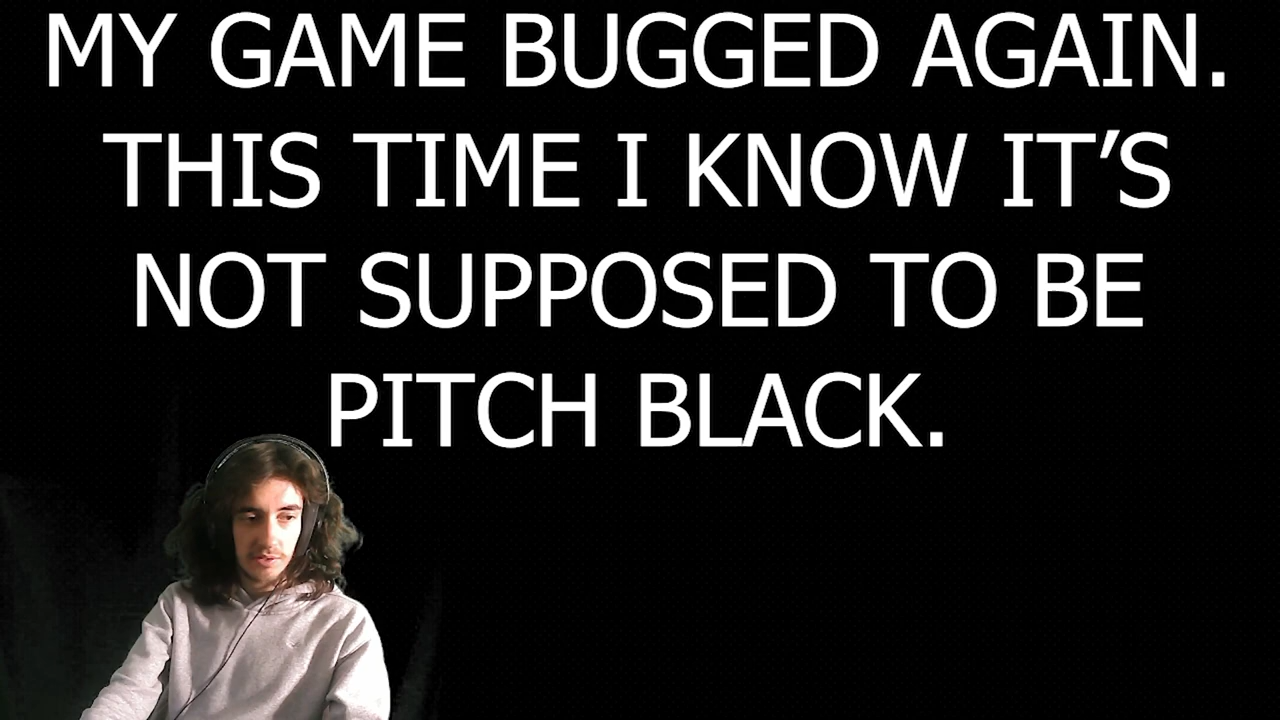 MY GAME BUGGED AGAIN.
THIS TIME I KNOW IT’S
NOT SUPPOSED TO BE
PITCH BLACK.